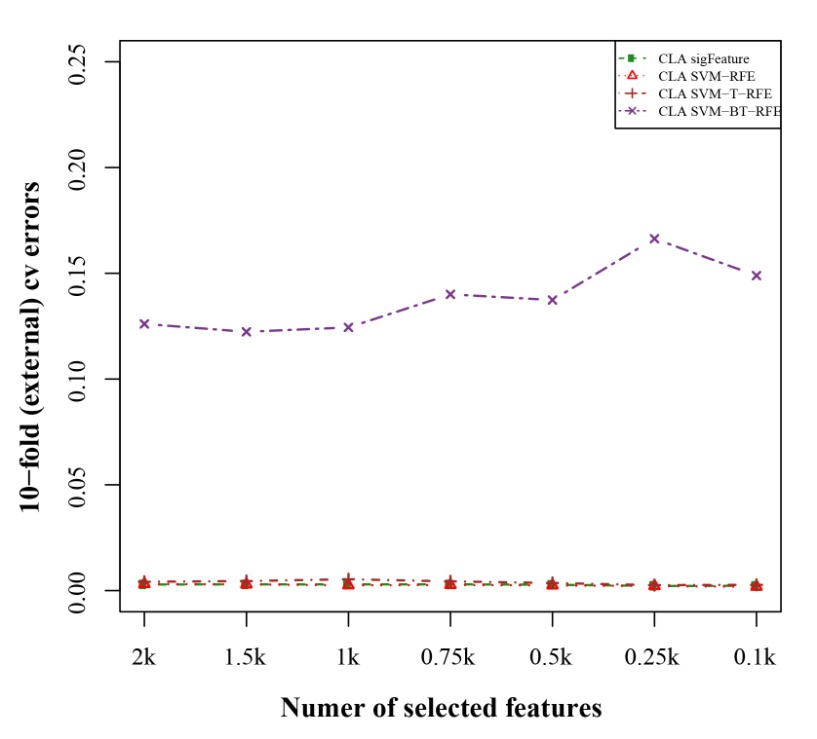 CLA sigFeature
CLA SVM−RFE
CLA SVM−T−RFE
CLA SVM−BT−RFE
10−fold (external) cv errors
0.25
0.20
0.15
0.10
0.05
0.00
2k 1.5k 1k 0.75k 0.5k 0.25k 0.1k
Numer of selected features